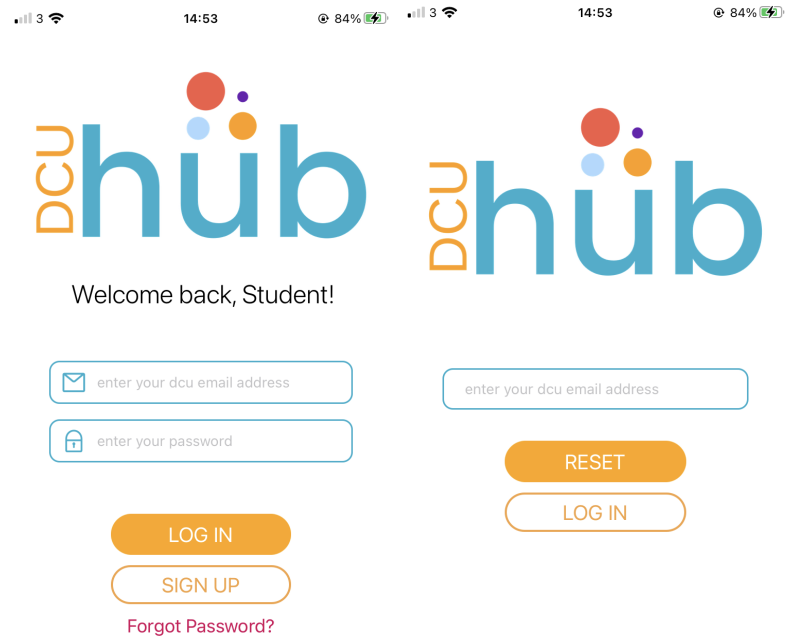 3 14:53 84%
DCU
hub
Welcome back, Student!
enter your dcu email address
enter your password
LOG IN
SIGN UP
Forgot Password?
3 14:53 84%
DCU
hub
enter your dcu email address
RESET
LOG IN